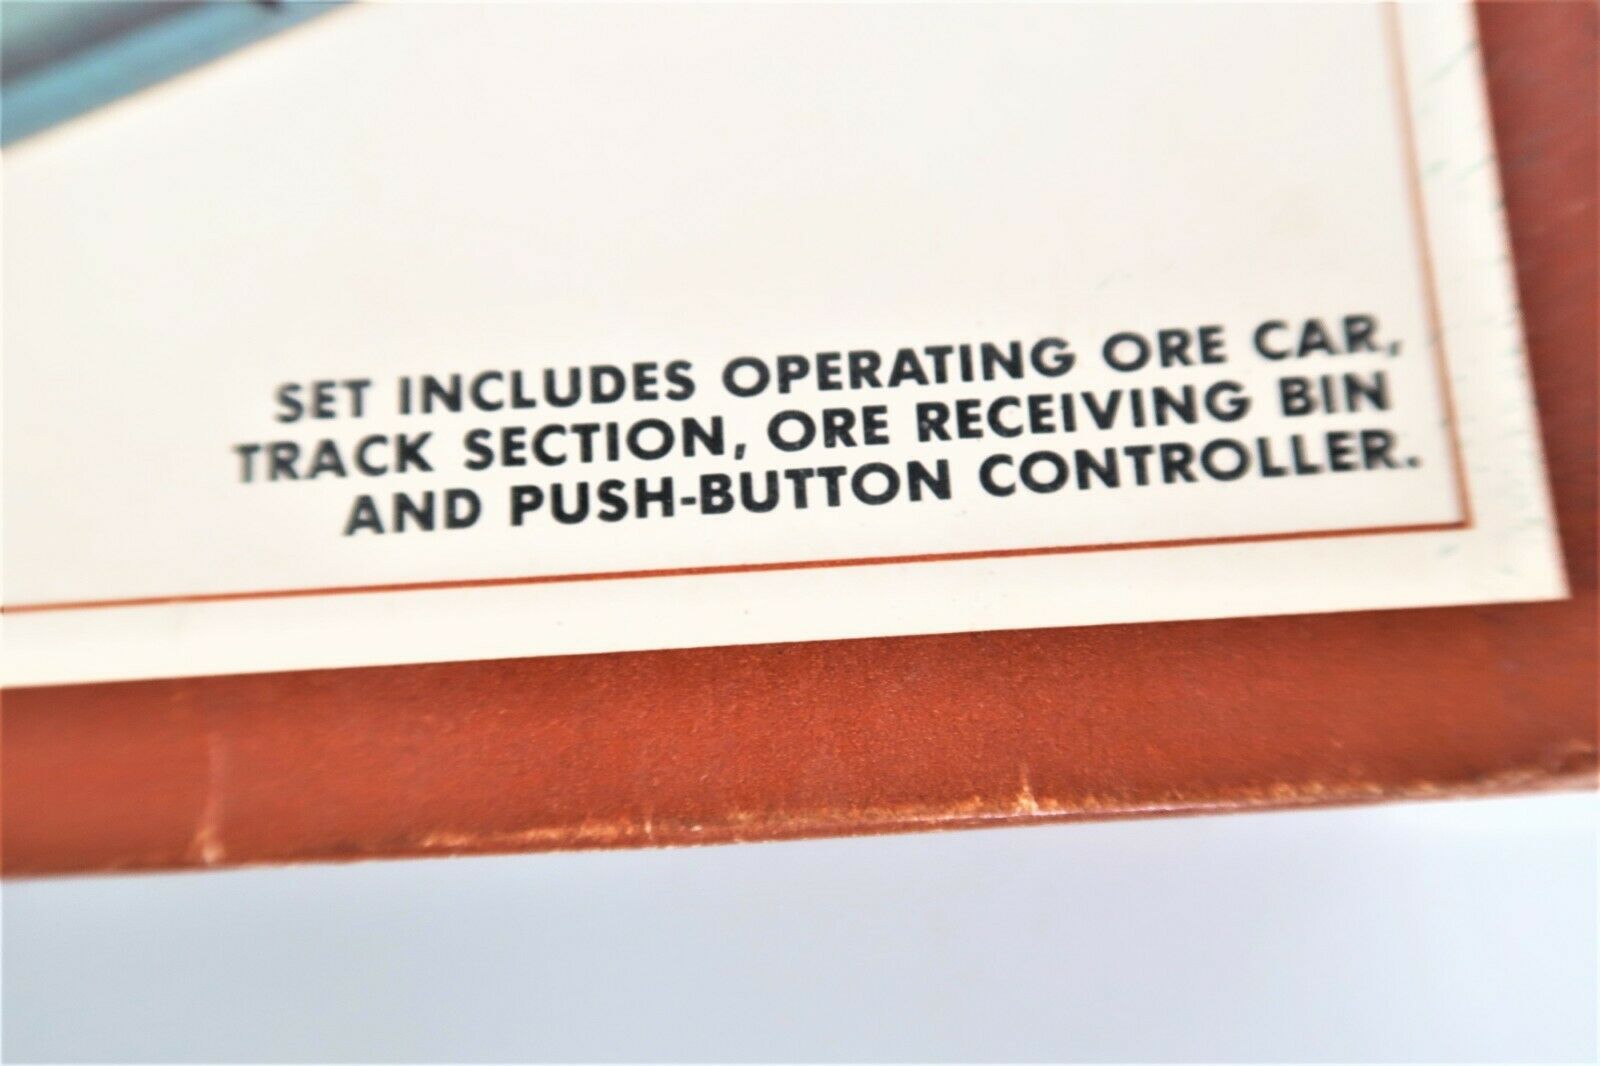 SET INCLUDES OPERATING ORE CAR,
TRACK SECTION, ORE RECEIVING BIN
AND PUSH-BUTTON CONTROLLER.